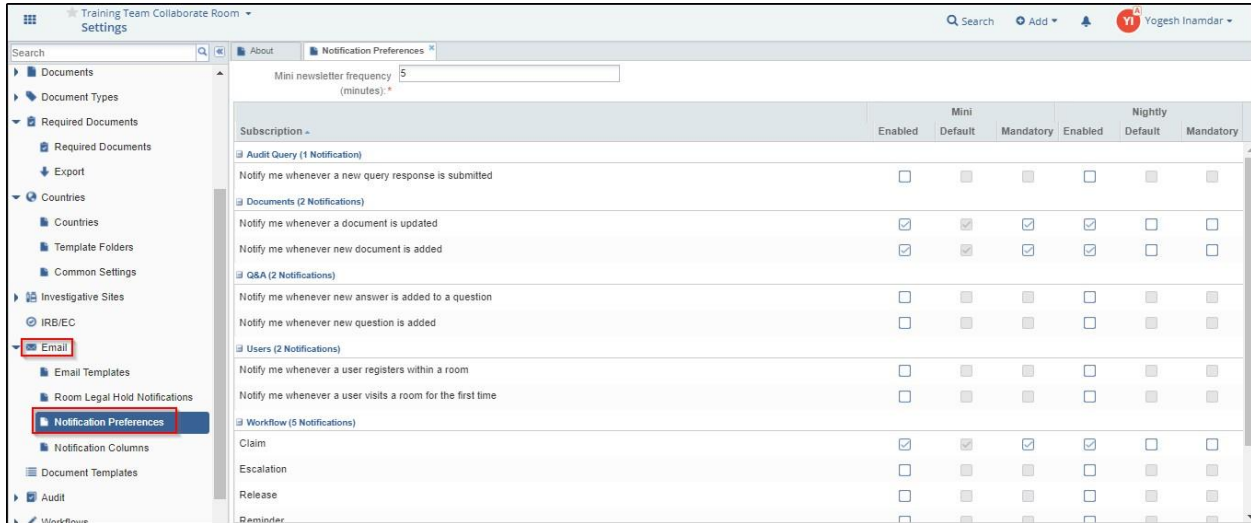 Training Team Collaborate Room
Settings
Search
Add
YI
A
Yogesh Inamdar
Search
About
Notification Preferences
Documents
Document Types
Required Documents
Required Documents
Export
Countries
Countries
Template Folders
Common Settings
Investigative Sites
IRB/EC
Email
Email Templates
Room Legal Hold Notifications
Notification Preferences
Notification Columns
Document Templates
Audit
Workflows
Mini newsletter frequency 5
(minutes):*
Mini Nightly
Subscription Enabled Default Mandatory Enabled Default Mandatory
Audit Query (1 Notification)
Notify me whenever a new query response is submitted
Documents (2 Notifications)
Notify me whenever a document is updated
Notify me whenever new document is added
Q&A (2 Notifications)
Notify me whenever new answer is added to a question
Notify me whenever new question is added
Users (2 Notifications)
Notify me whenever a user registers within a room
Notify me whenever a user visits a room for the first time
Workflow (5 Notifications)
Claim
Escalation
Release
Reminder